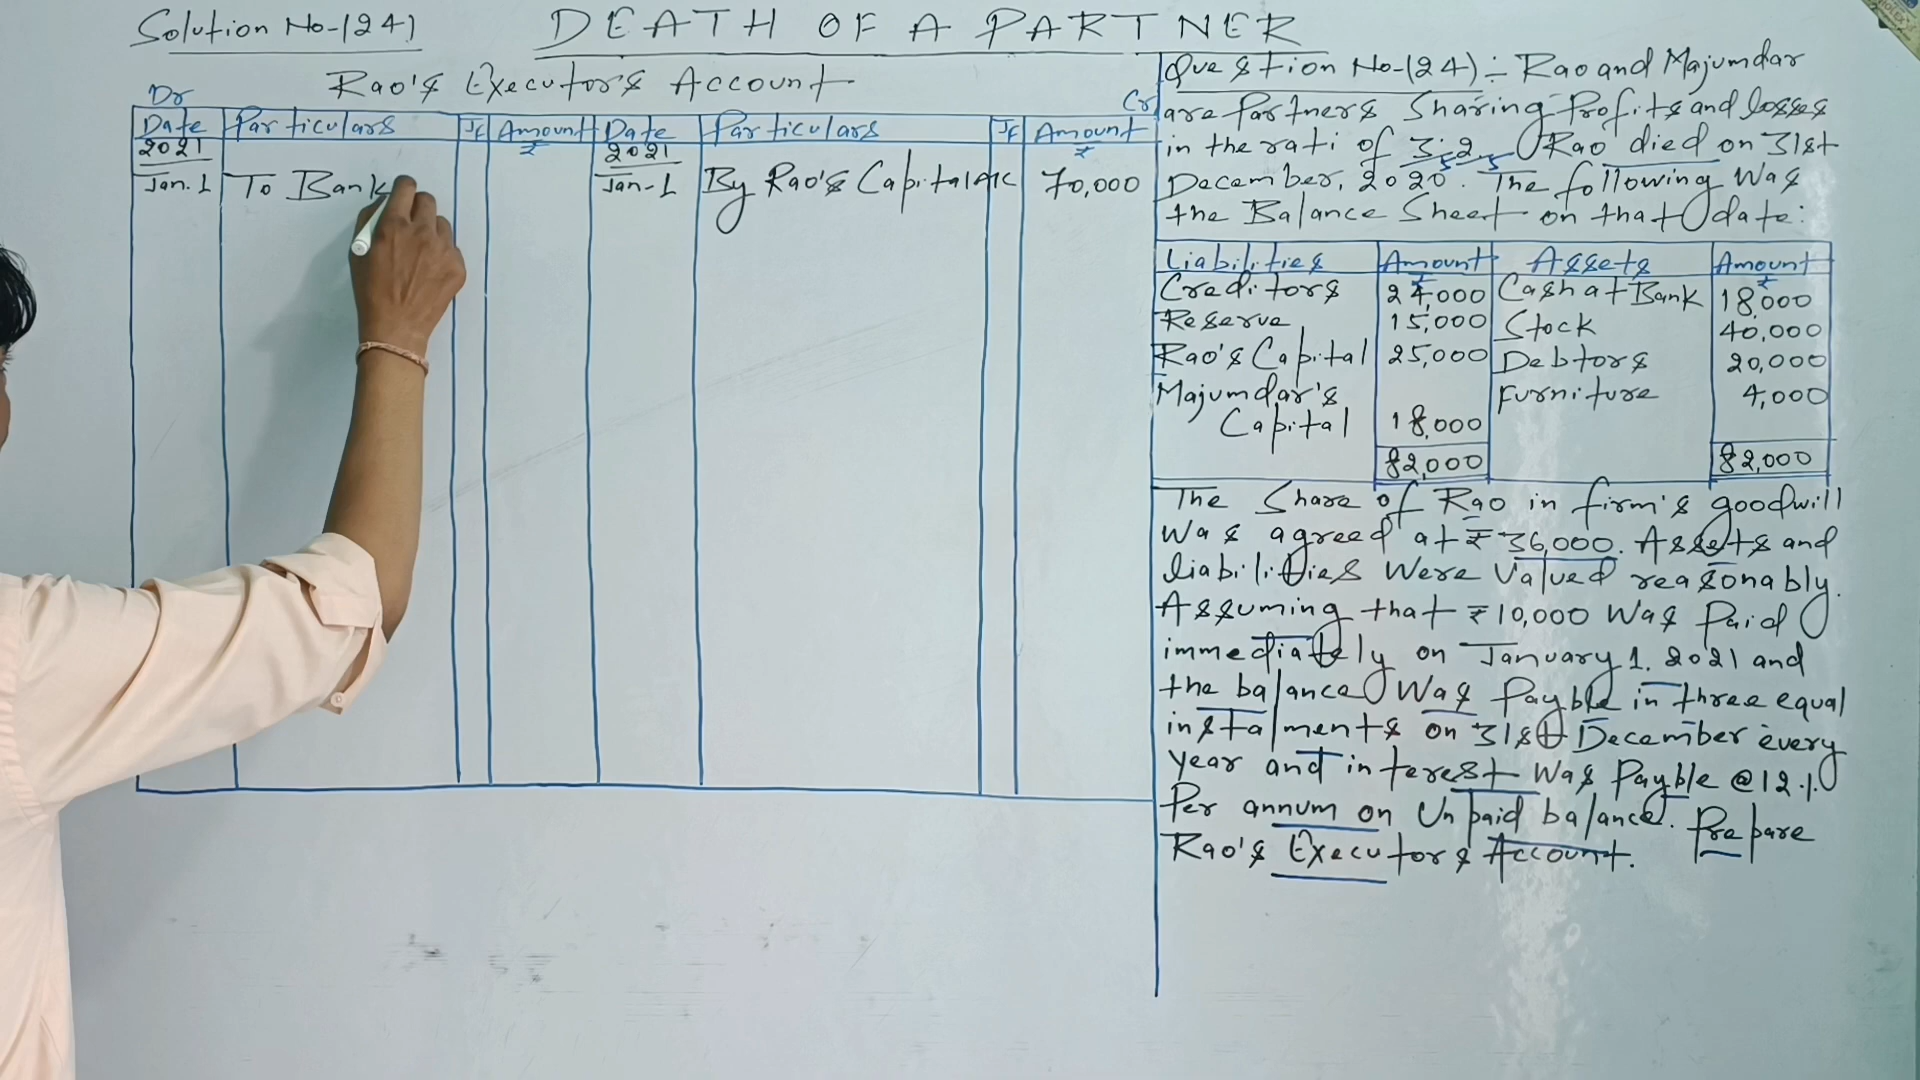 Solution No-(24)
DEATH OF A PARTNER
Rao's Executor's Account
Dr
Cr
Date Particulars JF Amount Date Particulars JF Amount
₹ ₹
2021 2021
Jan. 1 To Bank Jan-1 By Rao's Capital A/c 70,000
Question No-(24) :- Rao and Majumdar
are Partners Sharing Profits and losses
in the rati of 3:2. Rao died on 31st
5 5
December, 2020. The following Was
the Balance Sheet on that date:
Liabilities Amount Assets Amount
₹ ₹
Creditors 24,000 Cash at Bank 18,000
Reserve 15,000 Stock 40,000
Rao's Capital 25,000 Debtors 20,000
Majumdar's Furniture 4,000
Capital 18,000
82,000 82,000
The Share of Rao in firm's goodwill
Was agreed at ₹ 36,000. Assets and
liabilities Were Valued reasonably.
Assuming that ₹10,000 Was Paid
immediately on January 1. 2021 and
the balance Was Payble in three equal
instalments on 31st December every
year and interest Was Payble @12%
Per annum on Unpaid balance. Prepare
Rao's Executors Account.